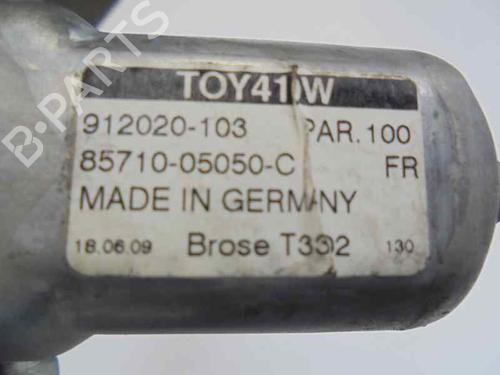 TOY410W
912020-103 PAR.100
85710-05050-C FR
MADE IN GERMANY
18.06.09 Brose T332 130
B-PARTS